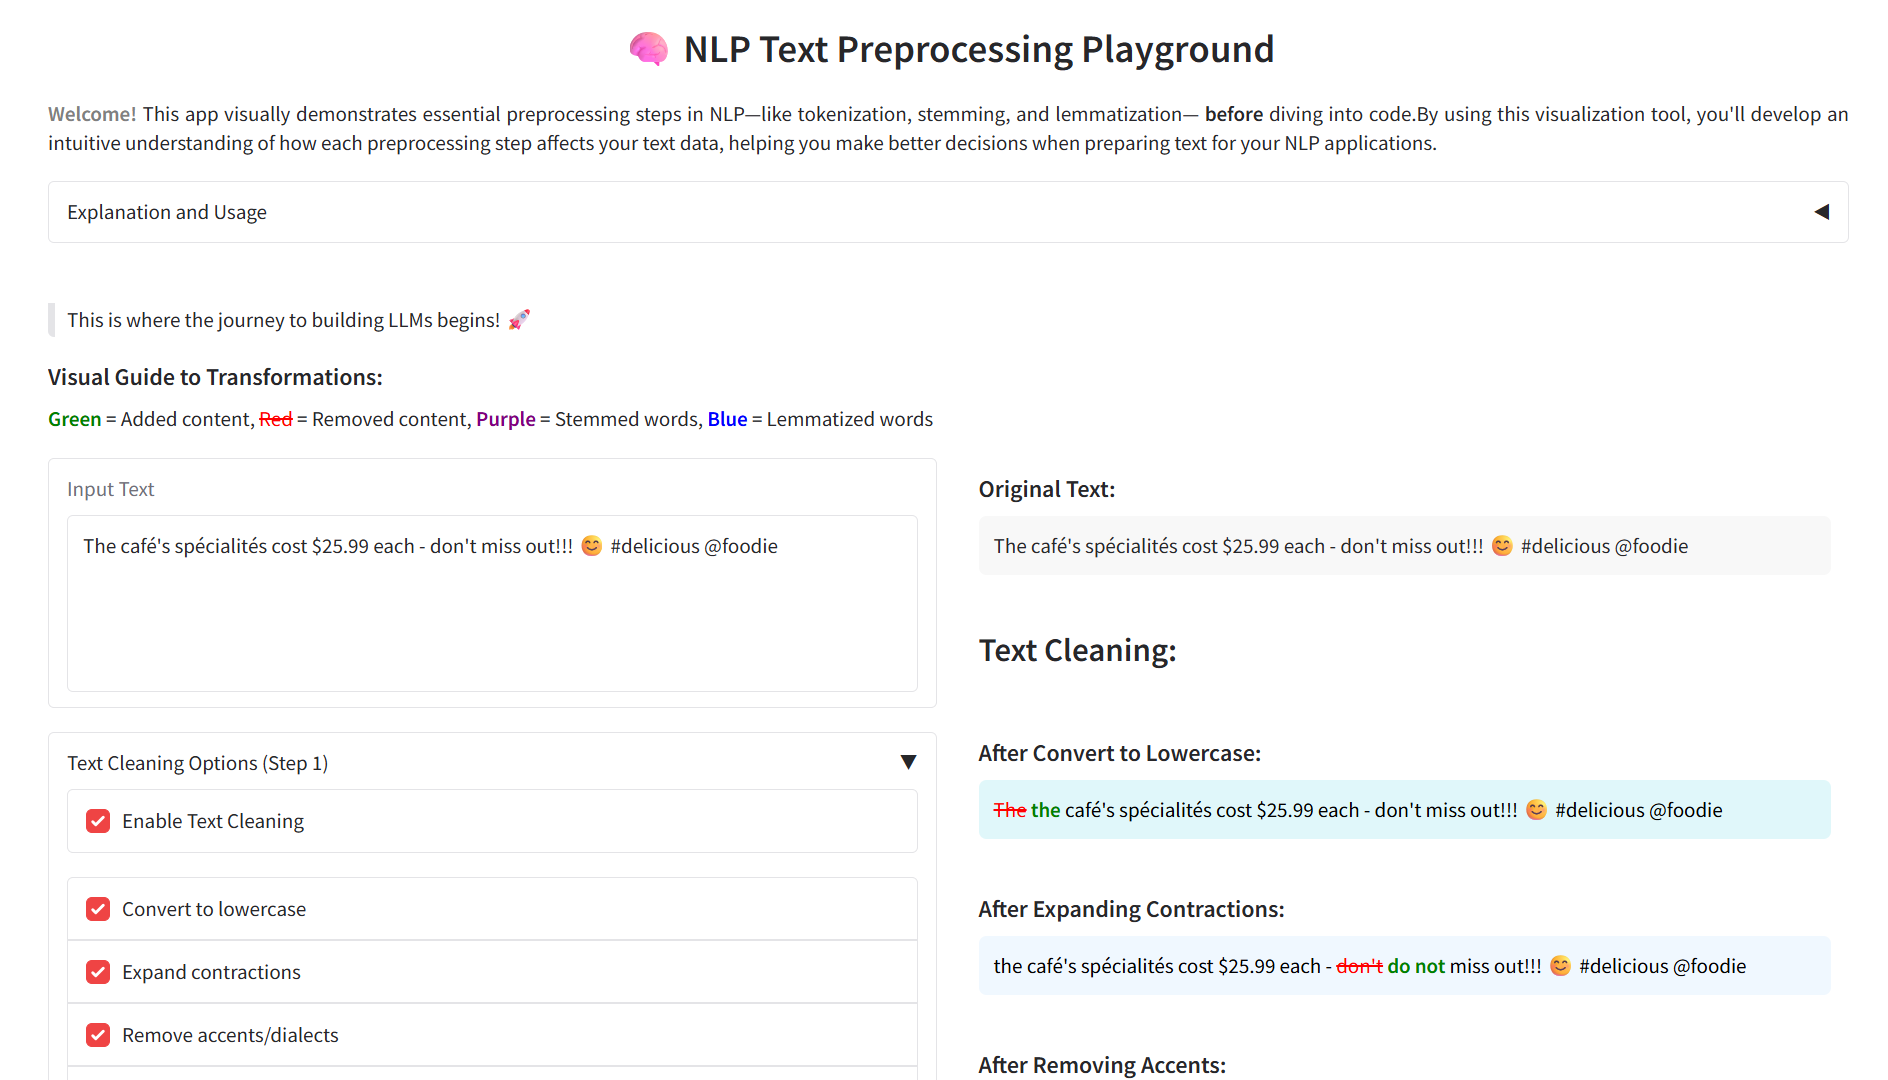 🧠 NLP Text Preprocessing Playground
Welcome! This app visually demonstrates essential preprocessing steps in NLP—like tokenization, stemming, and lemmatization— before diving into code.By using this visualization tool, you'll develop an
intuitive understanding of how each preprocessing step affects your text data, helping you make better decisions when preparing text for your NLP applications.
Explanation and Usage
This is where the journey to building LLMs begins! 🚀
Visual Guide to Transformations:
Green = Added content, Red = Removed content, Purple = Stemmed words, Blue = Lemmatized words
Input Text
The café's spécialités cost $25.99 each - don't miss out!!! 😊 #delicious @foodie
Text Cleaning Options (Step 1)
Enable Text Cleaning
Convert to lowercase
Expand contractions
Remove accents/dialects
Original Text:
The café's spécialités cost $25.99 each - don't miss out!!! 😊 #delicious @foodie
Text Cleaning:
After Convert to Lowercase:
The the café's spécialités cost $25.99 each - don't miss out!!! 😊 #delicious @foodie
After Expanding Contractions:
the café's spécialités cost $25.99 each - don't do not miss out!!! 😊 #delicious @foodie
After Removing Accents: